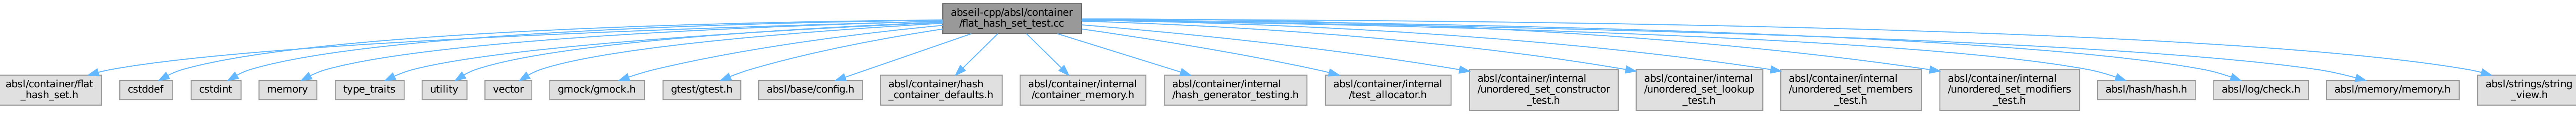 abseil-cpp/absl/container
/flat_hash_set_test.cc
absl/container/flat
_hash_set.h
cstddef
cstdint
memory
type_traits
utility
vector
gmock/gmock.h
gtest/gtest.h
absl/base/config.h
absl/container/hash
_container_defaults.h
absl/container/internal
/container_memory.h
absl/container/internal
/hash_generator_testing.h
absl/container/internal
/test_allocator.h
absl/container/internal
/unordered_set_constructor
_test.h
absl/container/internal
/unordered_set_lookup
_test.h
absl/container/internal
/unordered_set_members
_test.h
absl/container/internal
/unordered_set_modifiers
_test.h
absl/hash/hash.h
absl/log/check.h
absl/memory/memory.h
absl/strings/string
_view.h